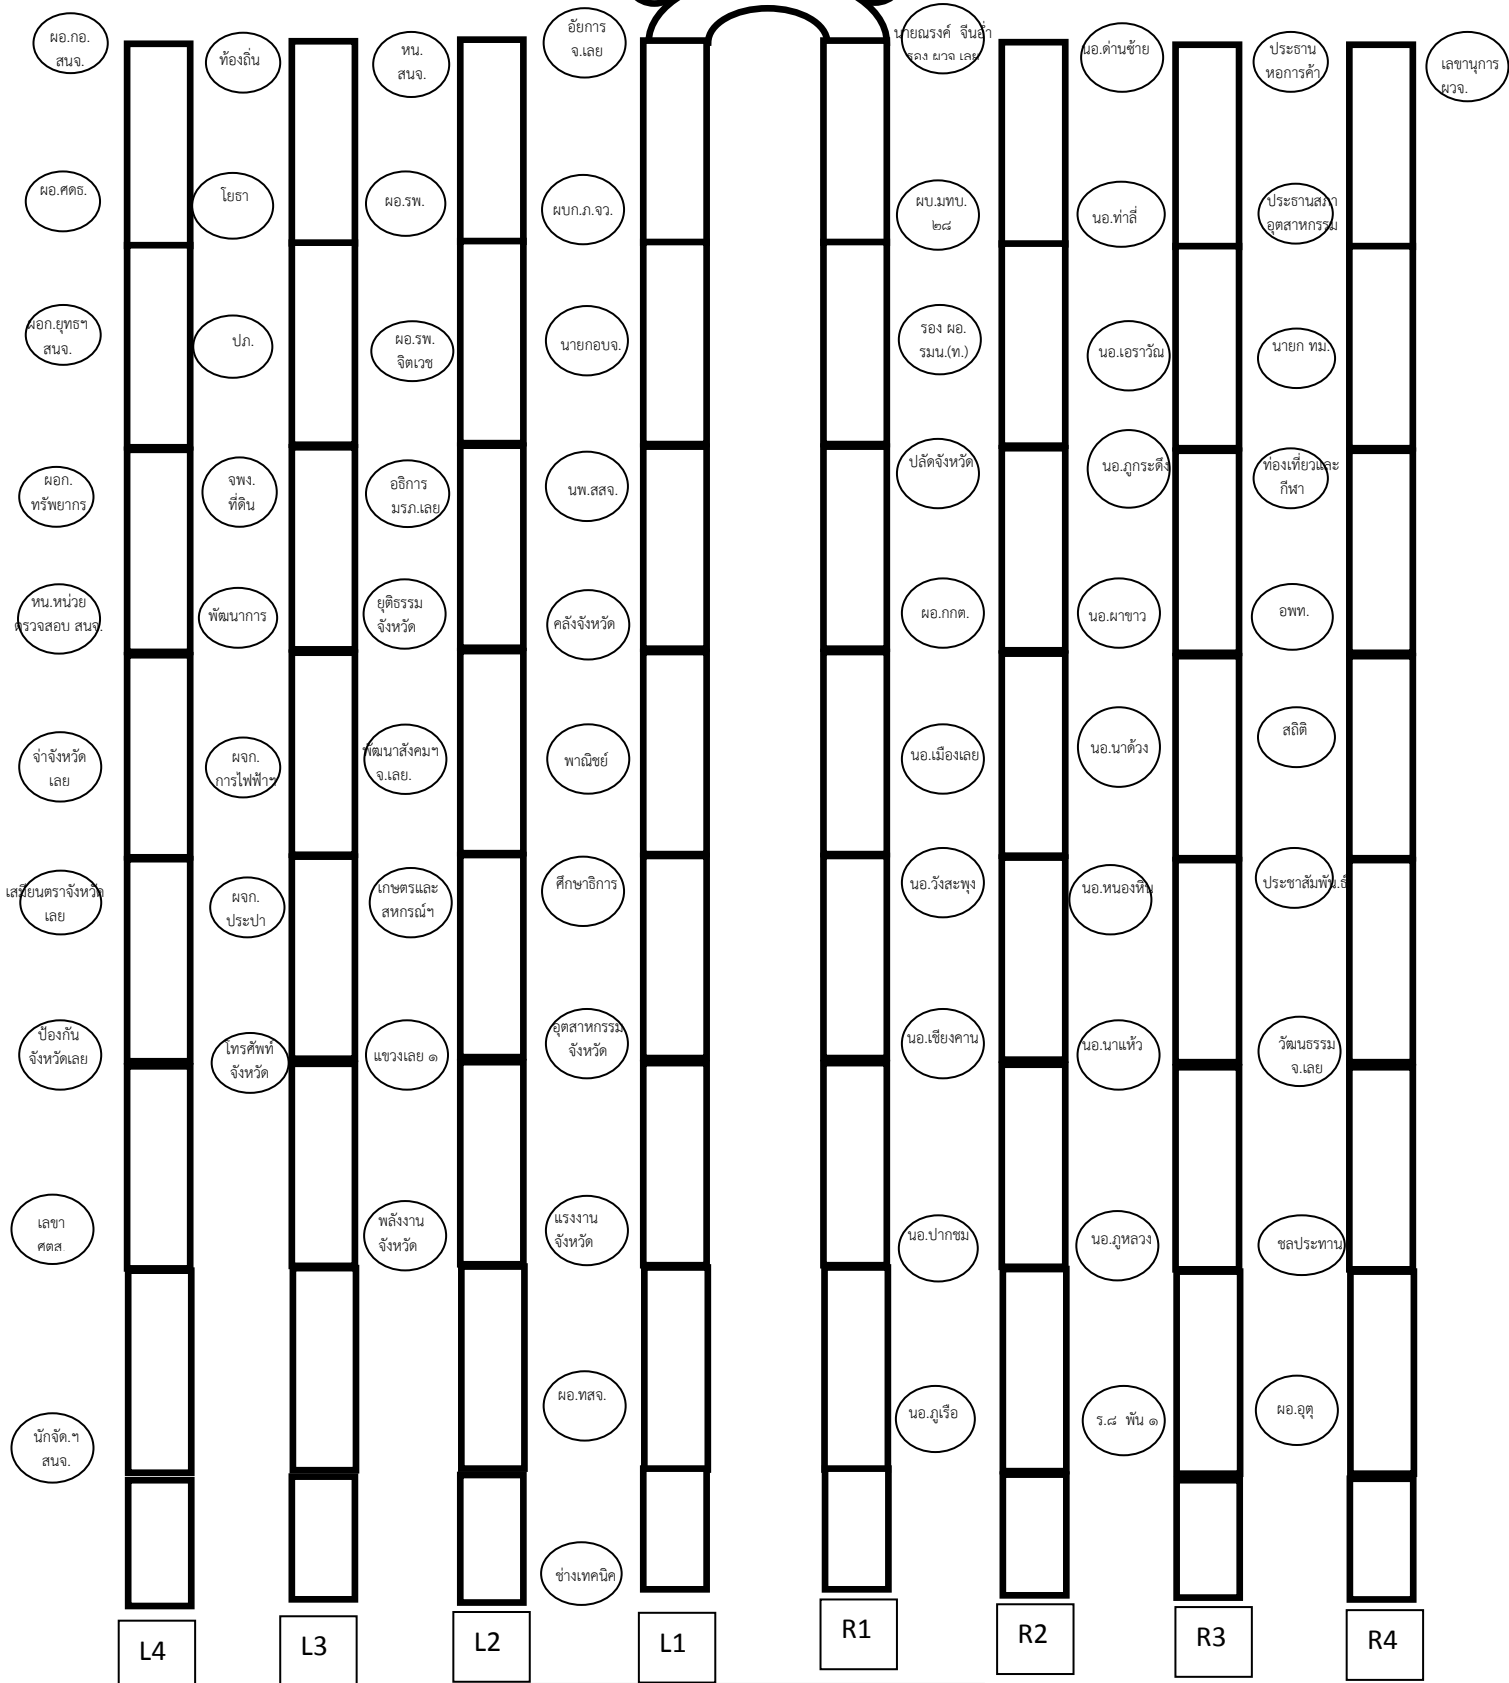 ผอ.กอ.
สนจ.
ท้องถิ่น
หน.
สนจ.
อัยการ
จ.เลย
นายณรงค์ จีนอ่ำ
รอง ผวจ เลย
นอ.ด่านซ้าย
ประธาน
หอการค้า
เลขานุการ
ผวจ.
ผอ.ศดธ.
โยธา
ผอ.รพ.
ผบก.ภ.จว.
ผบ.มทบ.
๒๘
นอ.ท่าลี่
ประธานสภา
อุตสาหกรรม
ผอก.ยุทธฯ
สนจ.
ปภ.
ผอ.รพ.
จิตเวช
นายกอบจ.
รอง ผอ.
รมน.(ท.)
นอ.เอราวัณ
นายก ทม.
ผอก.
ทรัพยากร
จพง.
ที่ดิน
อธิการ
มรภ.เลย
นพ.สสจ.
ปลัดจังหวัด
นอ.ภูกระดึง
ท่องเที่ยวและ
กีฬา
หน.หน่วย
ตรวจสอบ สนจ.
พัฒนาการ
ยุติธรรม
จังหวัด
คลังจังหวัด
ผอ.กกต.
นอ.ผาขาว
อพท.
จ่าจังหวัด
เลย
ผจก.
การไฟฟ้าฯ
พัฒนาสังคมฯ
จ.เลย.
พาณิชย์
นอ.เมืองเลย
นอ.นาด้วง
สถิติ
เสมียนตราจังหวัด
เลย
ผจก.
ประปา
เกษตรและ
สหกรณ์ฯ
ศึกษาธิการ
นอ.วังสะพุง
นอ.หนองหิน
ประชาสัมพัน.ธ์
ป้องกัน
จังหวัดเลย
โทรศัพท์
จังหวัด
แขวงเลย ๑
อุตสาหกรรม
จังหวัด
นอ.เชียงคาน
นอ.นาแห้ว
วัฒนธรรม
จ.เลย
เลขา
ศตส.
พลังงาน
จังหวัด
แรงงาน
จังหวัด
นอ.ปากชม
นอ.ภูหลวง
ชลประทาน
นักจัด.ฯ
สนจ.
ผอ.ทสจ.
นอ.ภูเรือ
ร.๘ พัน ๑
ผอ.อุตุ
ช่างเทคนิค
L4
L3
L2
L1
R1
R2
R3
R4